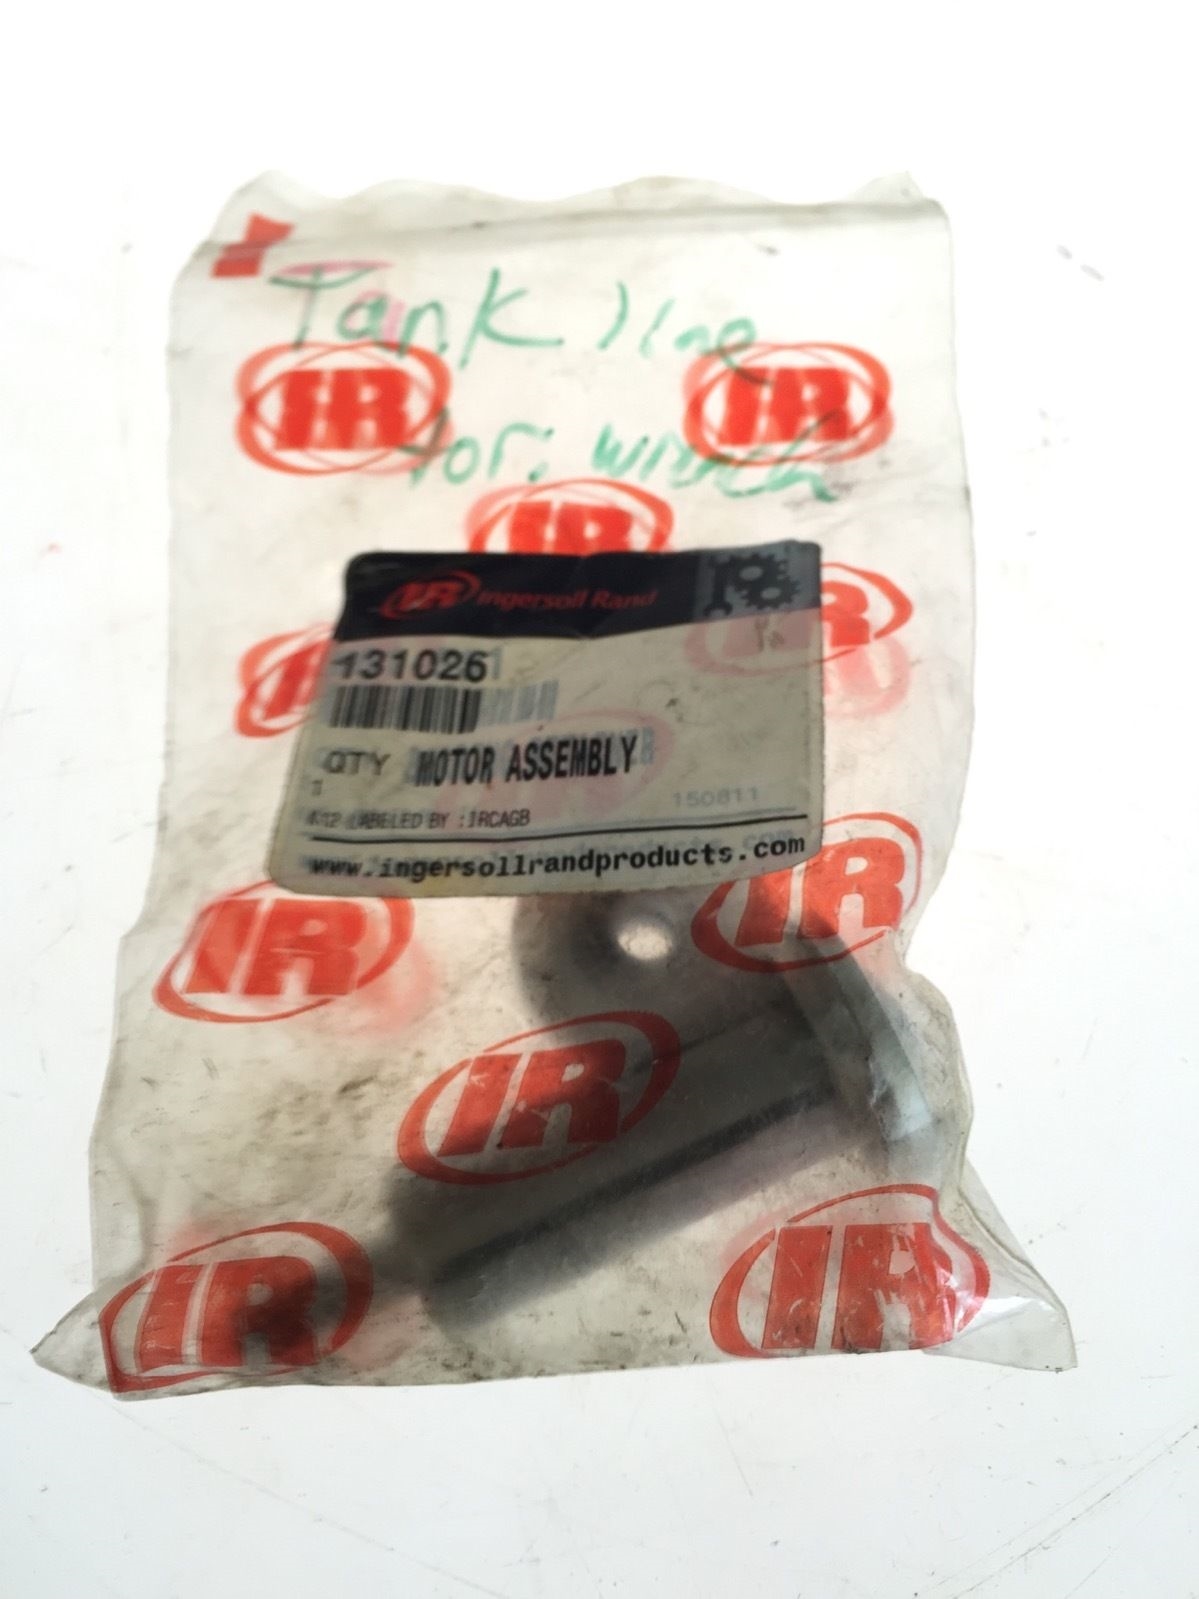 Tank line
for: wrench
IR
IR
IR
IR Ingersoll Rand
131026
QTY MOTOR ASSEMBLY
1
LABELED BY :IRCAGB
150811
www.ingersollrandproducts.com
IR
IR
IR
IR
IR